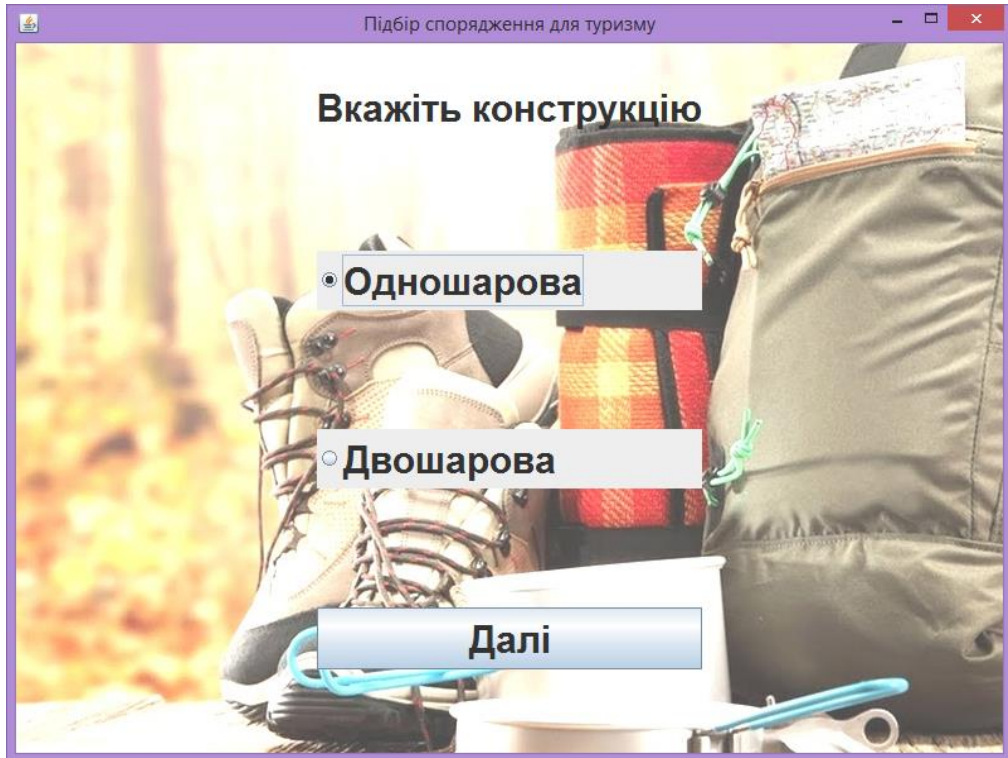 Підбір спорядження для туризму
Вкажіть конструкцію
Одношарова
Двошарова
Далі